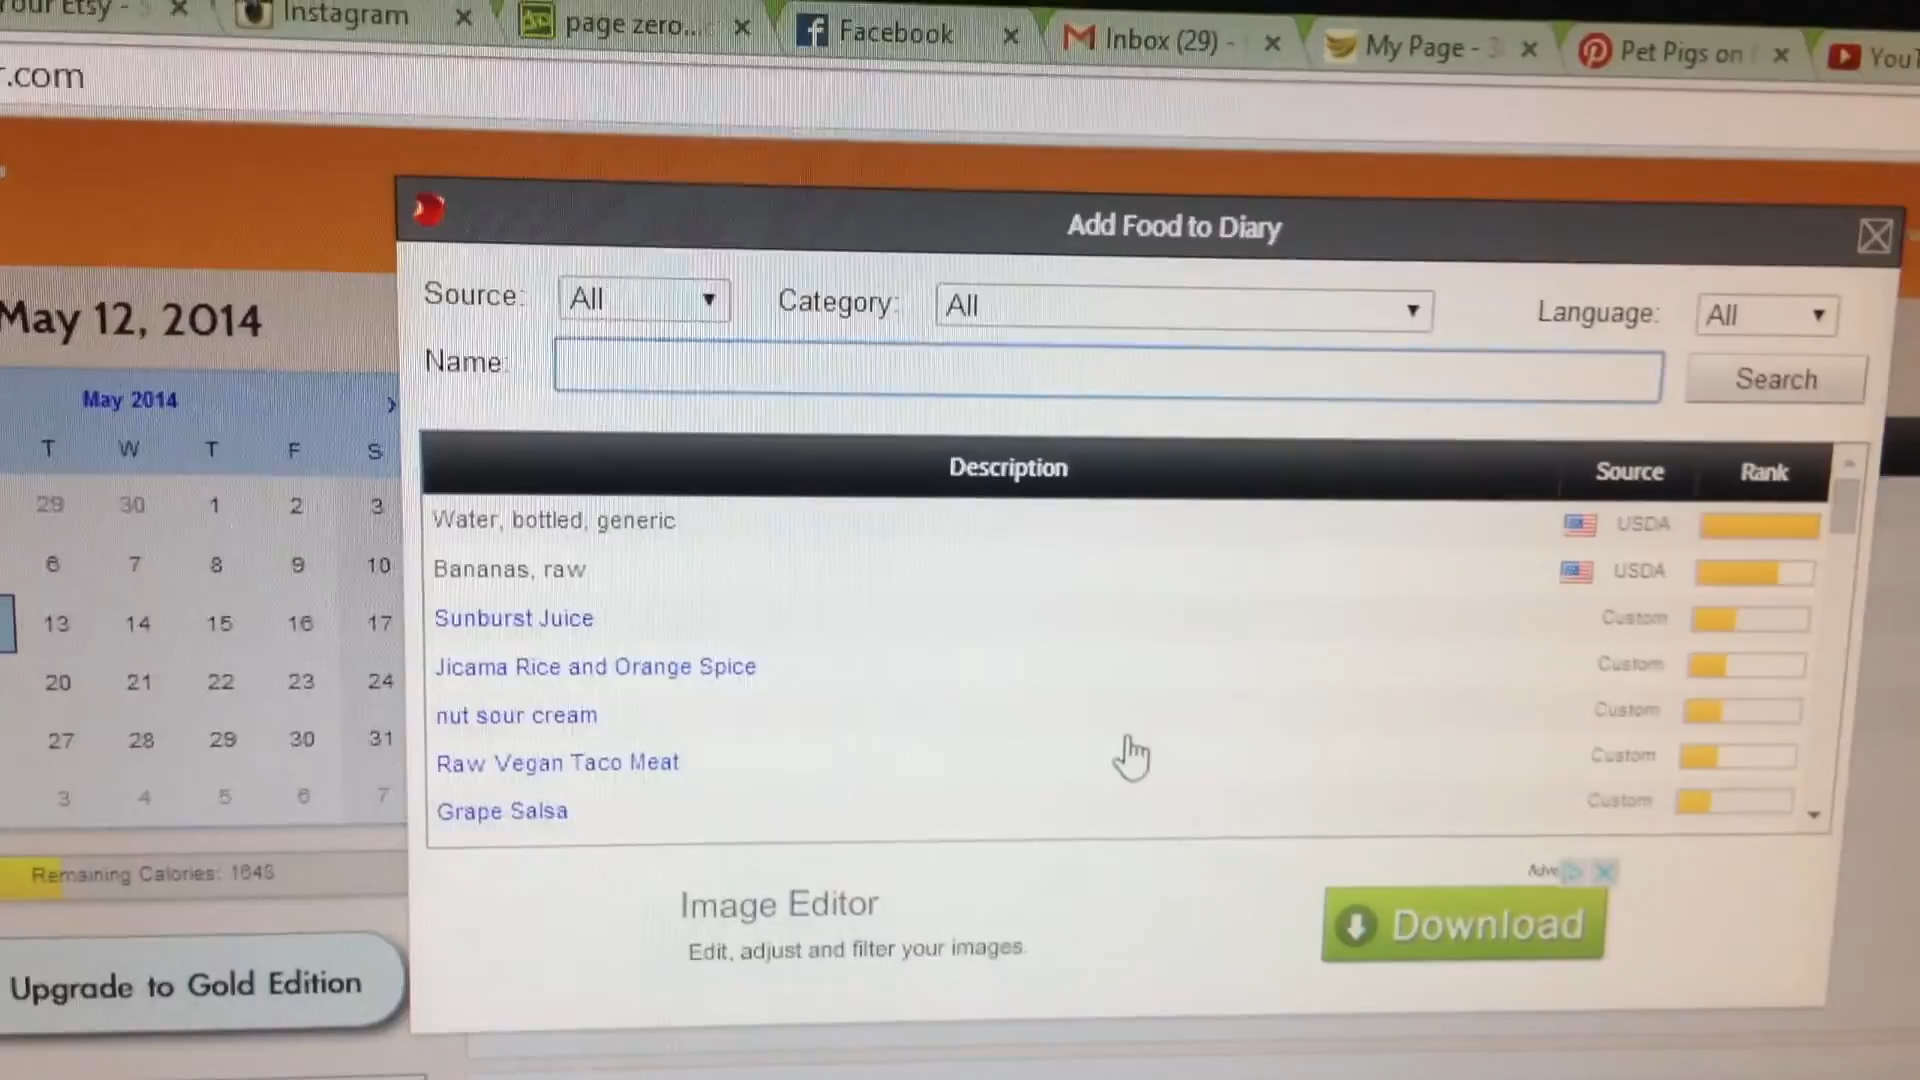 Your Etsy -
Instagram
page zero...
Facebook
Inbox (29) -
My Page - 3
Pet Pigs on
YouT
r.com
Add Food to Diary
Source: All
Category: All
Language: All
Name:
Search
Description Source Rank
Water, bottled, generic USDA
Bananas, raw USDA
Sunburst Juice Custom
Jicama Rice and Orange Spice Custom
nut sour cream Custom
Raw Vegan Taco Meat Custom
Grape Salsa Custom
May 12, 2014
May 2014 >
T W T F S
29 30 1 2 3
6 7 8 9 10
13 14 15 16 17
20 21 22 23 24
27 28 29 30 31
3 4 5 6 7
Remaining Calories:
Upgrade to Gold Edition
Adve
Image Editor
Edit, adjust and filter your images.
Download